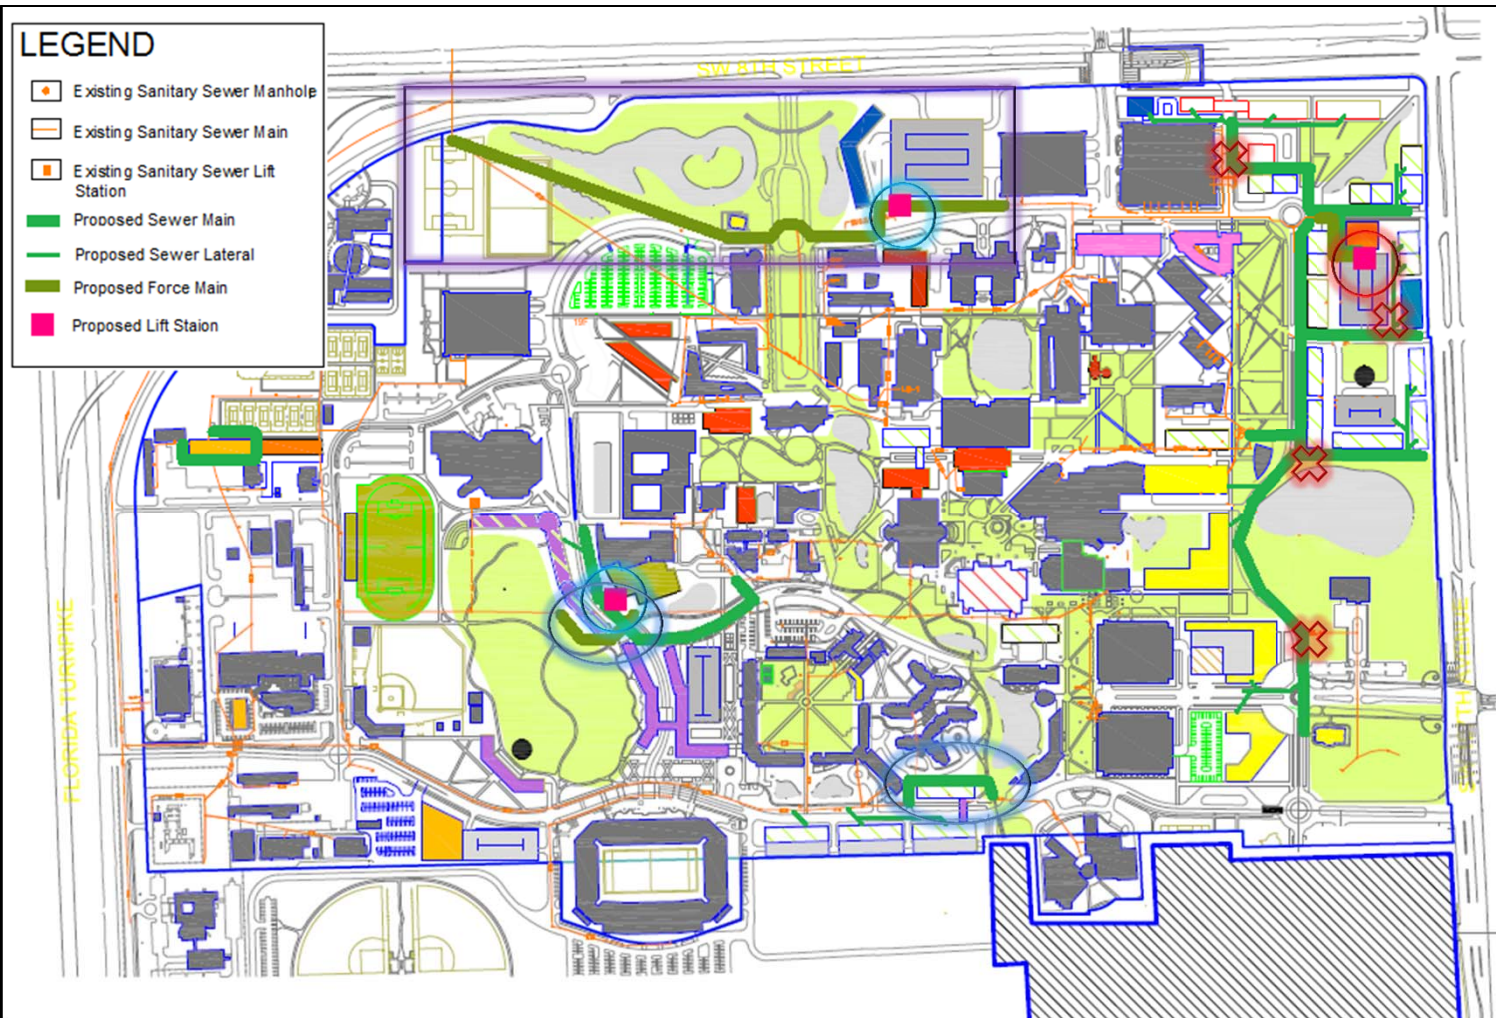 LEGEND
Existing Sanitary Sewer Manhole
Existing Sanitary Sewer Main
Existing Sanitary Sewer Lift
Station
Proposed Sewer Main
Proposed Sewer Lateral
Proposed Force Main
Proposed Lift Staion
SW 8TH STREET
FLORIDA TURNPIKE
AVENUE